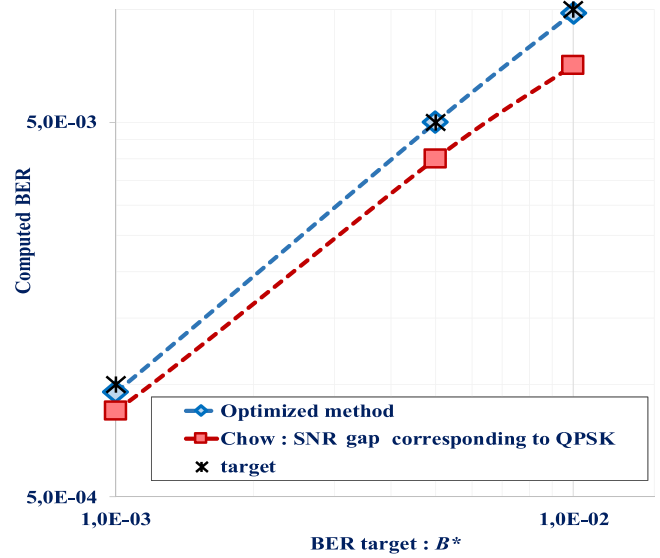 5,0E-03
Computed BER
Optimized method
Chow : SNR gap corresponding to QPSK
target
5,0E-04
1,0E-03
1,0E-02
BER target : B*